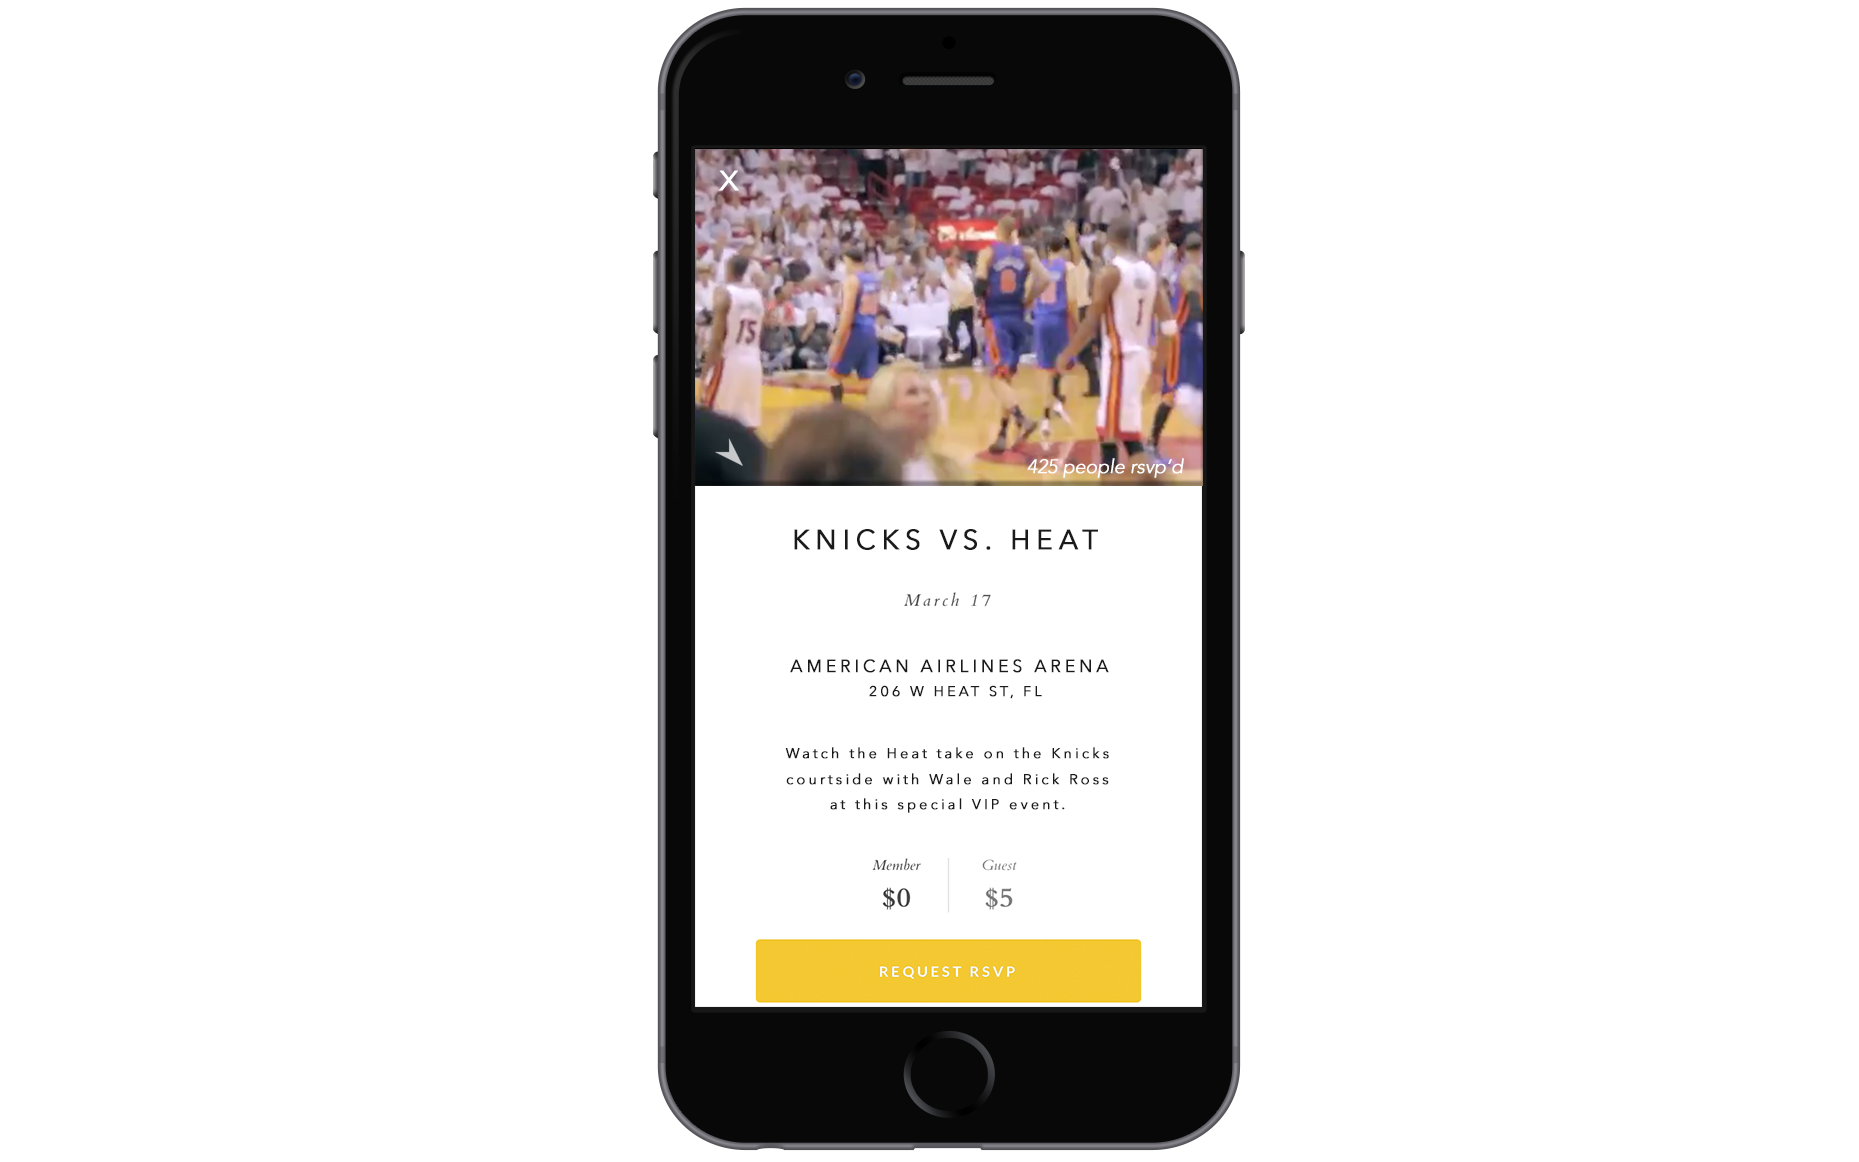 X
15
1
425 people rsvp'd
KNICKS VS. HEAT
March 17
AMERICAN AIRLINES ARENA
206 W HEAT ST, FL
Watch the Heat take on the Knicks
courtside with Wale and Rick Ross
at this special VIP event.
Member Guest
$0 $5
REQUEST RSVP